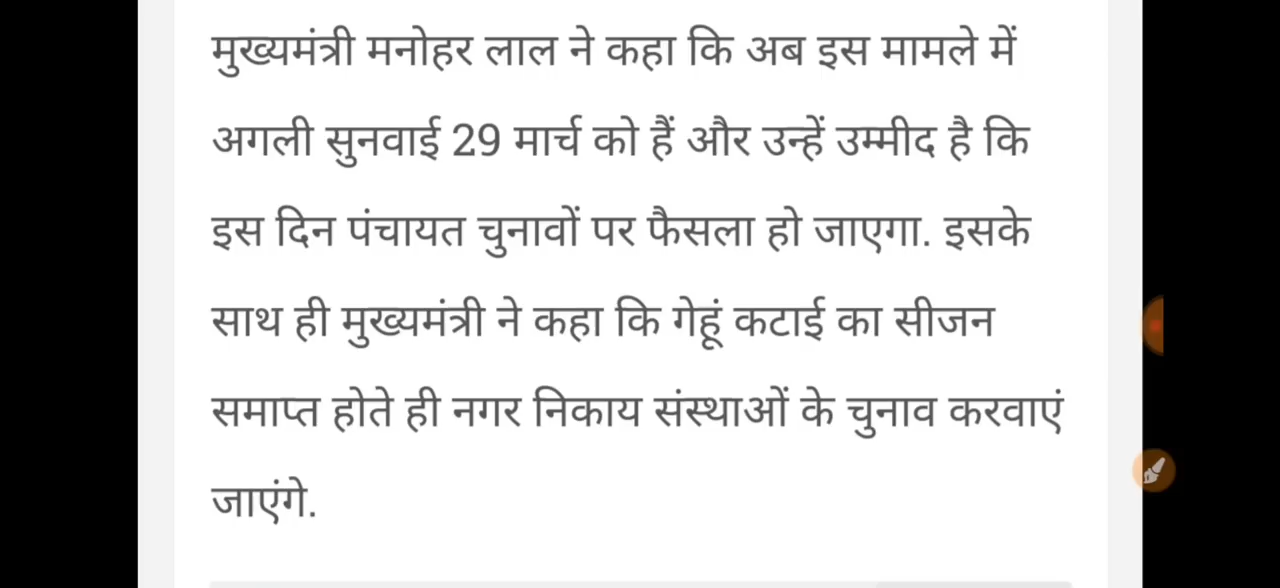 मुख्यमंत्री मनोहर लाल ने कहा कि अब इस मामले में
अगली सुनवाई 29 मार्च को हैं और उन्हें उम्मीद है कि
इस दिन पंचायत चुनावों पर फैसला हो जाएगा. इसके
साथ ही मुख्यमंत्री ने कहा कि गेहूं कटाई का सीजन
समाप्त होते ही नगर निकाय संस्थाओं के चुनाव करवाएं
जाएंगे.